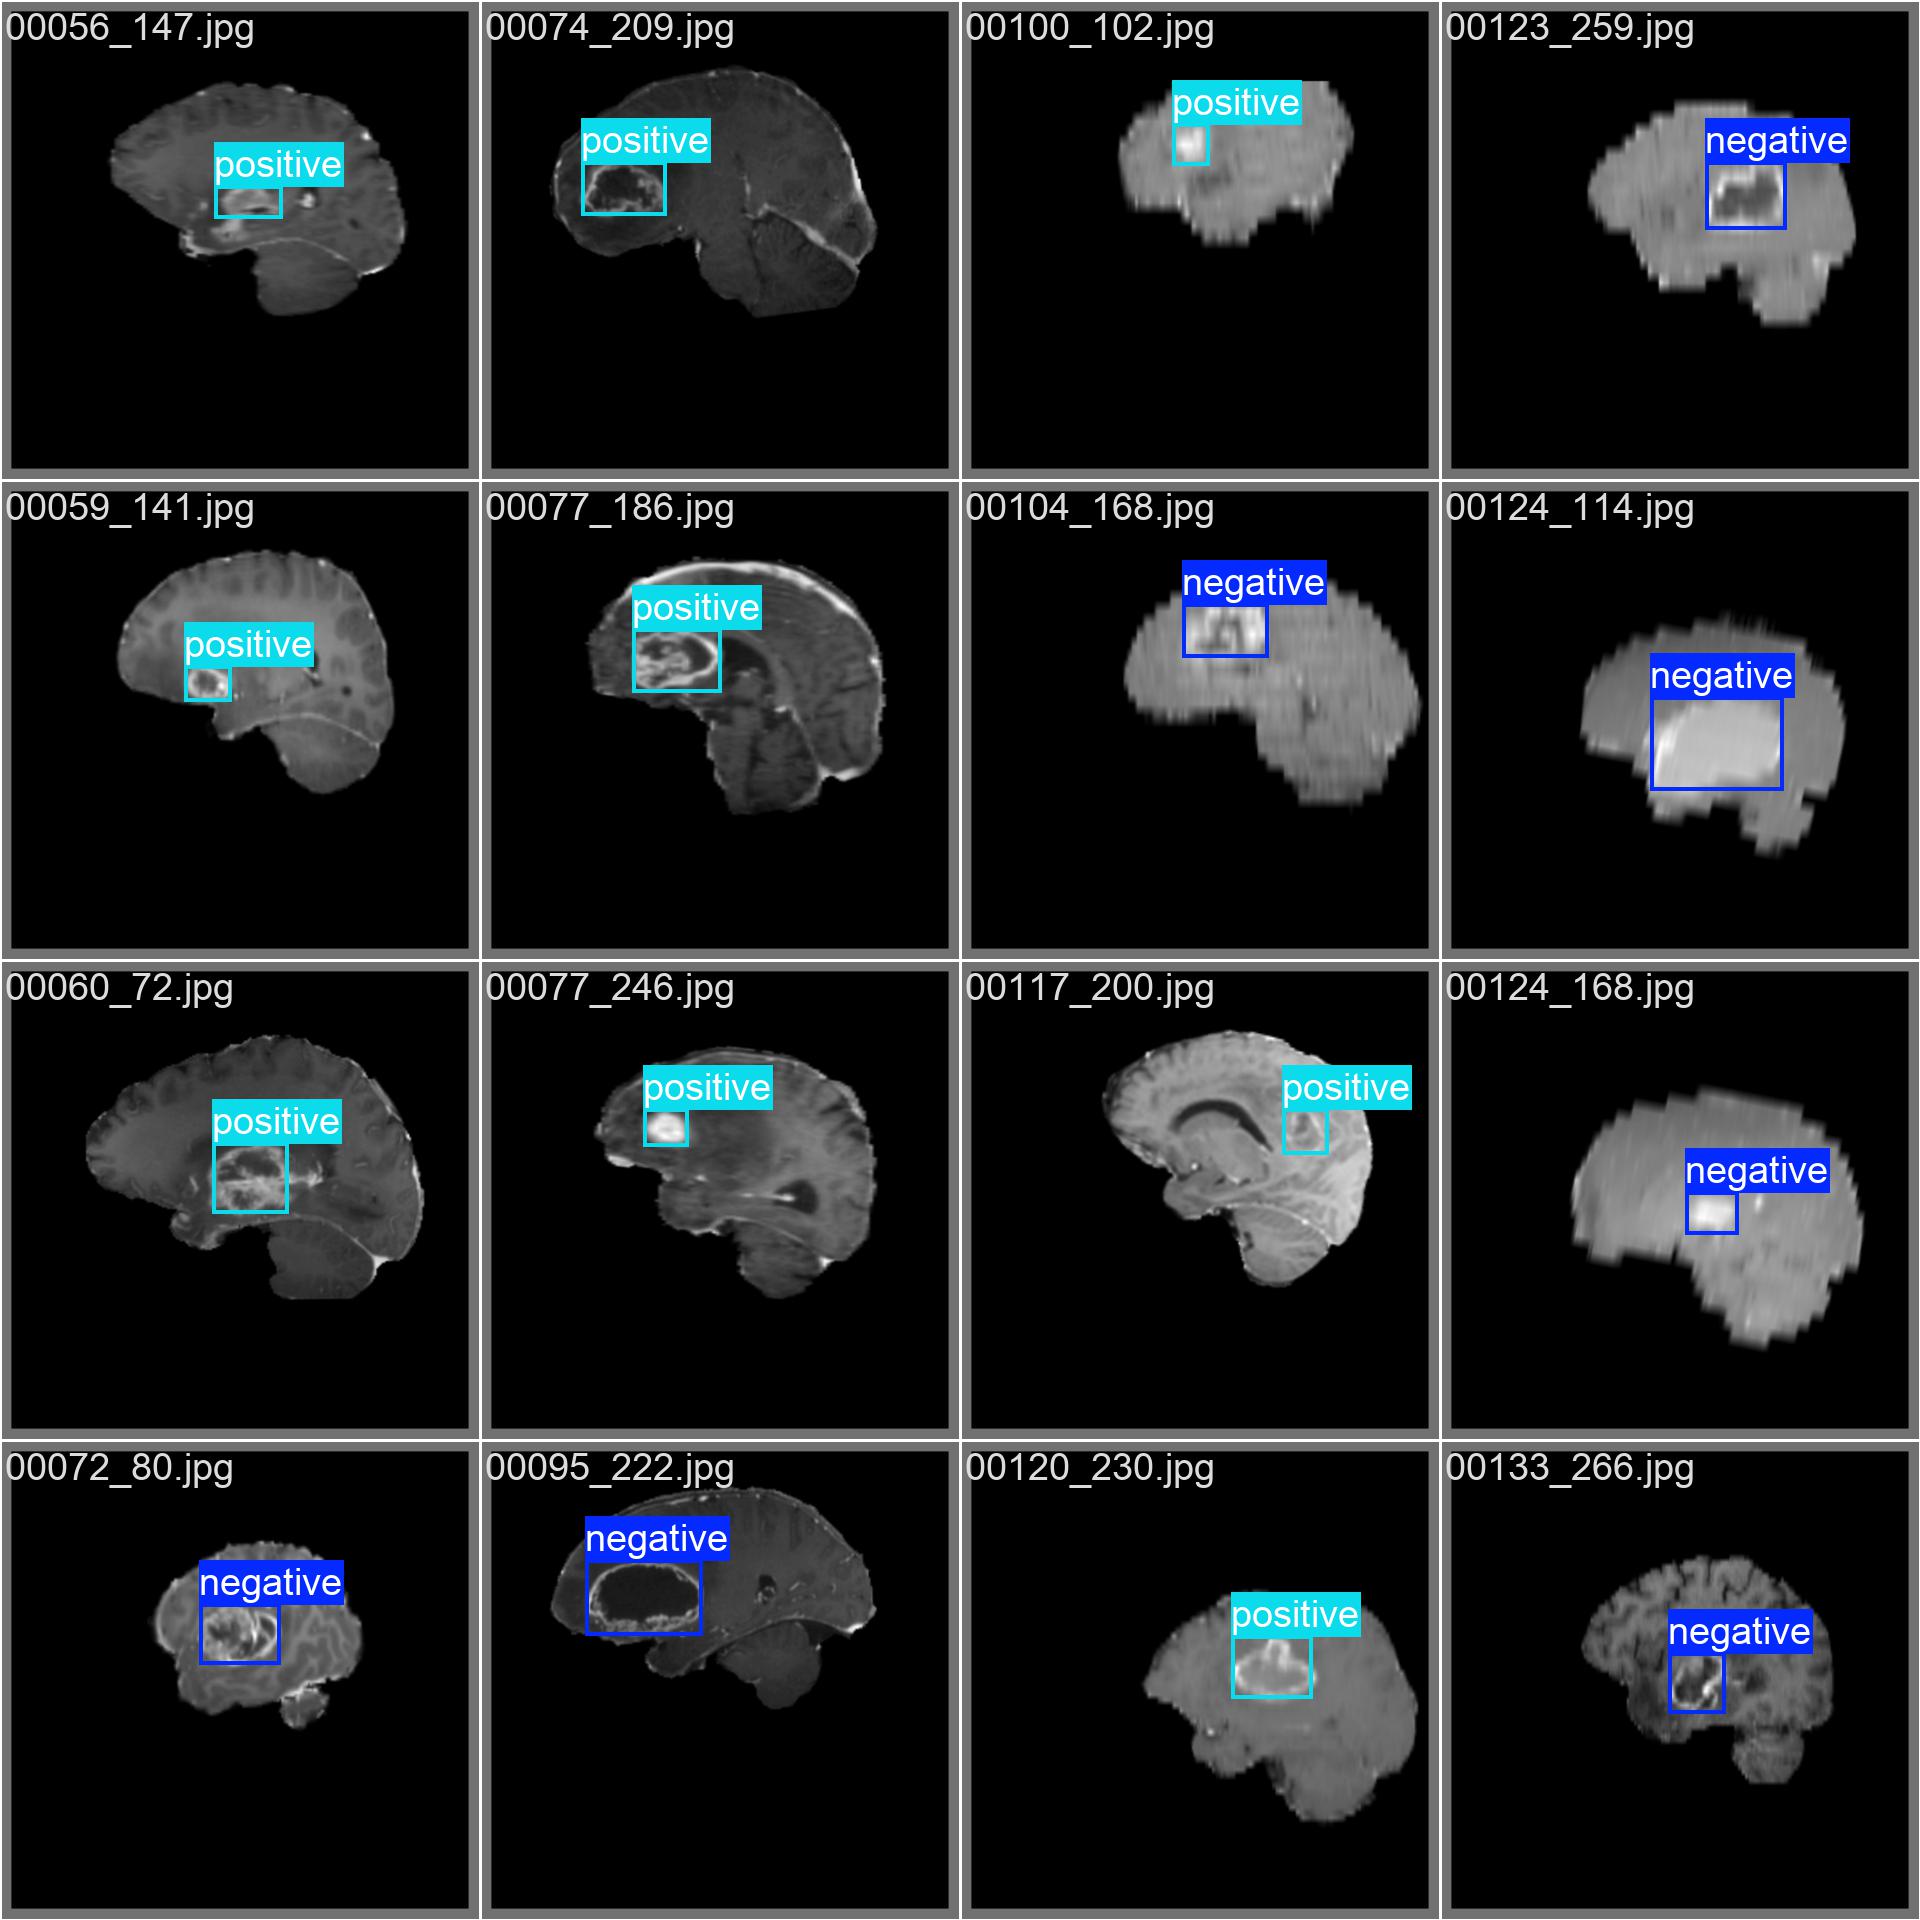 00056_147.jpg
positive
00074_209.jpg
positive
00100_102.jpg
positive
00123_259.jpg
negative
00059_141.jpg
positive
00077_186.jpg
positive
00104_168.jpg
negative
00124_114.jpg
negative
00060_72.jpg
positive
00077_246.jpg
positive
00117_200.jpg
positive
00124_168.jpg
negative
00072_80.jpg
negative
00095_222.jpg
negative
00120_230.jpg
positive
00133_266.jpg
negative